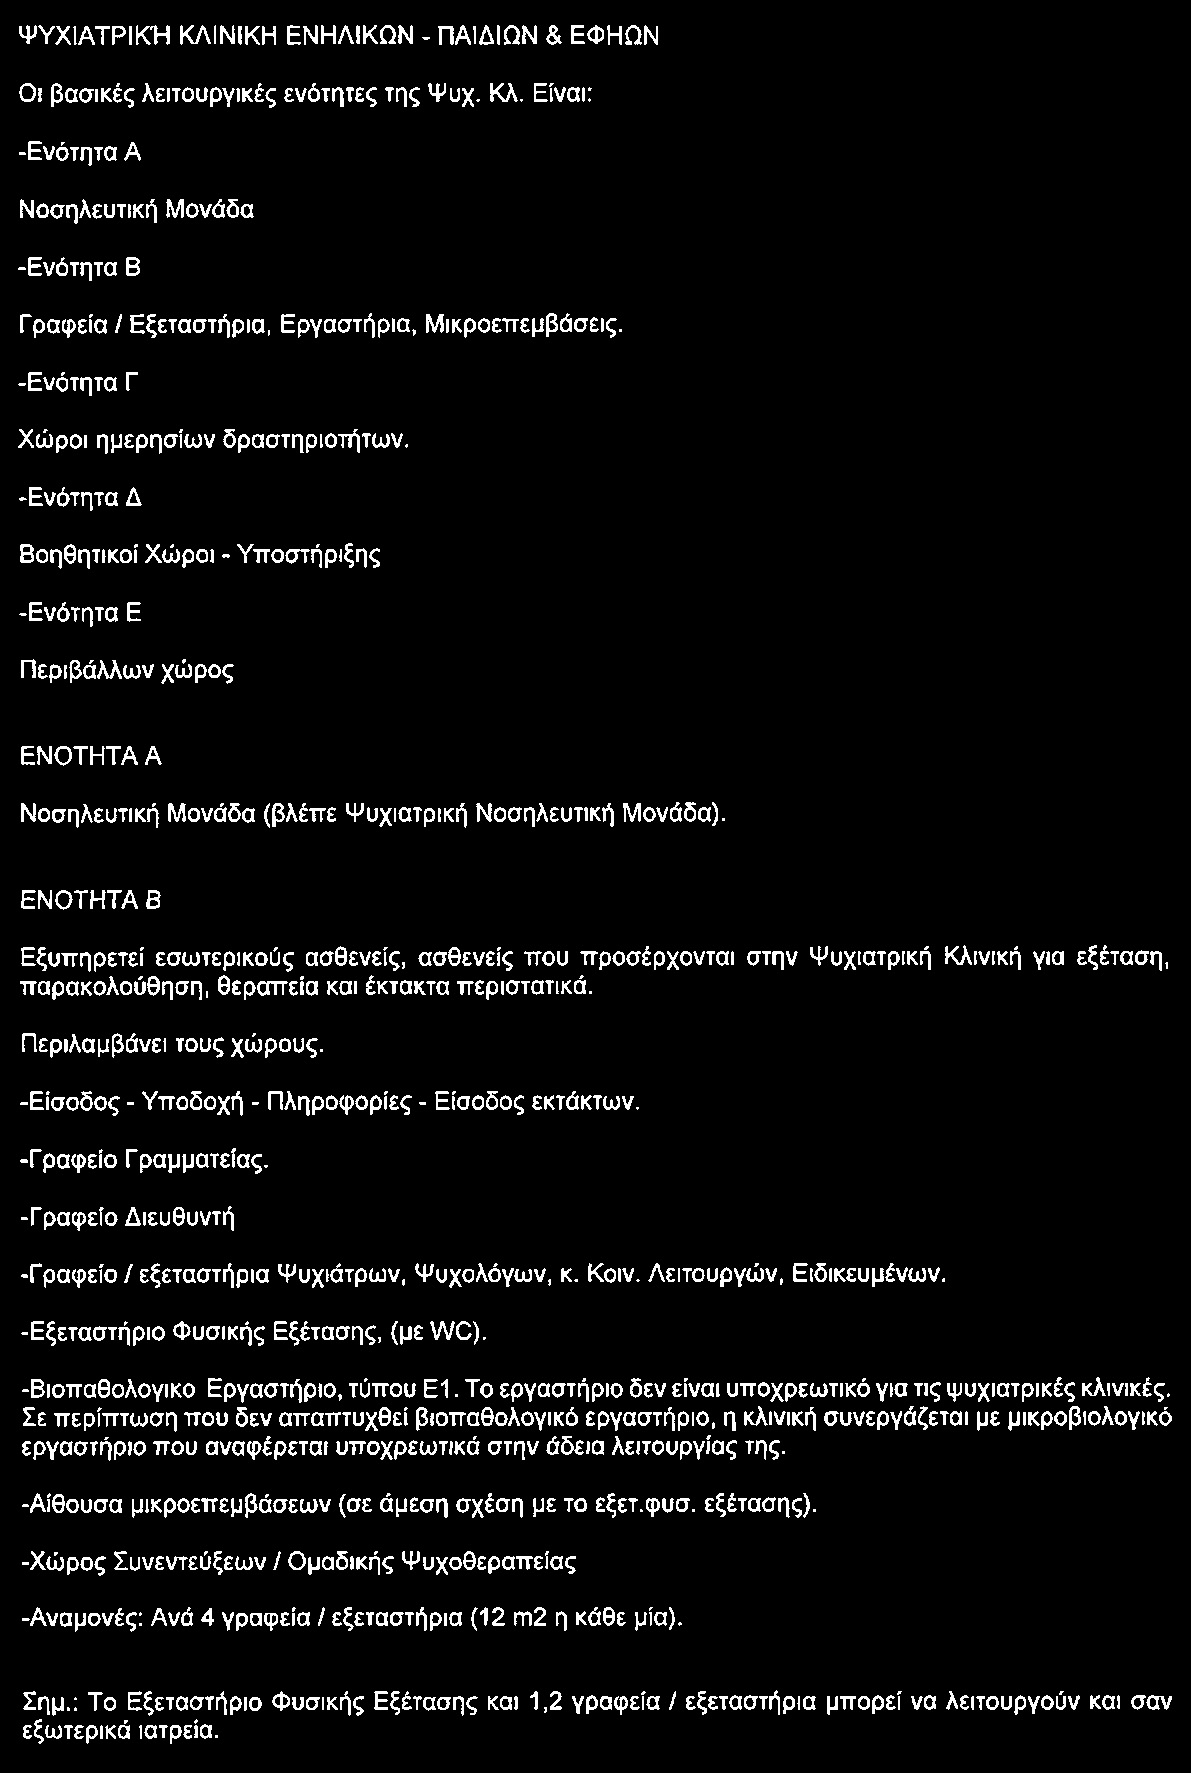 ΨΥΧΙΑΤΡΙΚΉ ΚΛΙΝΙΚΗ ΕΝΗΛΙΚΩΝ - ΠΑΙΔΙΩΝ & ΕΦΗΩΝ
Οι βασικές λειτουργικές ενότητες της Ψυχ. Κλ. Είναι:
-Ενότητα Α
Νοσηλευτική Μονάδα
-Ενότητα Β
Γραφεία / Εξεταστήρια, Εργαστήρια, Μικροεπεμβάσεις.
-Ενότητα Γ
Χώροι ημερησίων δραστηριοτήτων.
-Ενότητα Δ
Βοηθητικοί Χώροι - Υποστήριξης
-Ενότητα Ε
Περιβάλλων χώρος
ΕΝΟΤΗΤΑ Α
Νοσηλευτική Μονάδα (βλέπε Ψυχιατρική Νοσηλευτική Μονάδα).
ΕΝΟΤΗΤΑ Β
Εξυπηρετεί εσωτερικούς ασθενείς, ασθενείς που προσέρχονται στην Ψυχιατρική Κλινική για εξέταση,
παρακολούθηση, θεραπεία και έκτακτα περιστατικά.
Περιλαμβάνει τους χώρους.
-Είσοδος - Υποδοχή - Πληροφορίες - Είσοδος εκτάκτων.
-Γραφείο Γραμματείας.
-Γραφείο Διευθυντή
-Γραφείο / εξεταστήρια Ψυχιάτρων, Ψυχολόγων, κ. Κοιν. Λειτουργών, Ειδικευμένων.
-Εξεταστήριο Φυσικής Εξέτασης, (με WC).
-Βιοπαθολογικο Εργαστήριο, τύπου Ε1. Το εργαστήριο δεν είναι υποχρεωτικό για τις ψυχιατρικές κλινικές.
Σε περίπτωση που δεν απαπτυχθεί βιοπαθολογικό εργαστήριο, η κλινική συνεργάζεται με μικροβιολογικό
εργαστήριο που αναφέρεται υποχρεωτικά στην άδεια λειτουργίας της.
-Αίθουσα μικροεπεμβάσεων (σε άμεση σχέση με το εξετ.φυσ. εξέτασης).
-Χώρος Συνεντεύξεων / Ομαδικής Ψυχοθεραπείας
-Αναμονές: Ανά 4 γραφεία / εξεταστήρια (12 m2 η κάθε μία).
Σημ.: Το Εξεταστήριο Φυσικής Εξέτασης και 1,2 γραφεία / εξεταστήρια μπορεί να λειτουργούν και σαν
εξωτερικά ιατρεία.